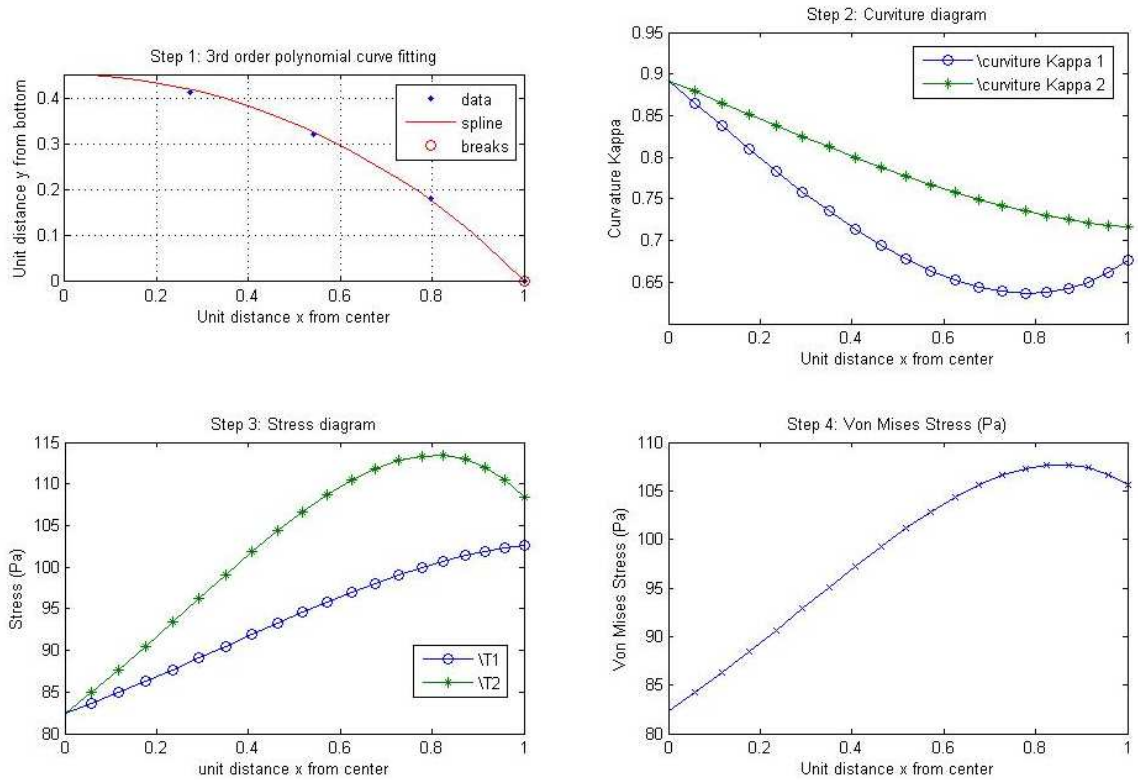 Step 1: 3rd order polynomial curve fitting
Unit distance y from bottom
0.4
0.3
0.2
0.1
0
data
spline
breaks
0 0.2 0.4 0.6 0.8 1
Unit distance x from center
Step 2: Curviture diagram
Curvature Kappa
0.95
0.9
0.85
0.8
0.75
0.7
0.65
\curviture Kappa 1
\curviture Kappa 2
0 0.2 0.4 0.6 0.8 1
Unit distance x from center
Step 3: Stress diagram
Stress (Pa)
115
110
105
100
95
90
85
80
\T1
\T2
0 0.2 0.4 0.6 0.8 1
unit distance x from center
Step 4: Von Mises Stress (Pa)
Von Mises Stress (Pa)
110
105
100
95
90
85
80
0 0.2 0.4 0.6 0.8 1
Unit distance x from center